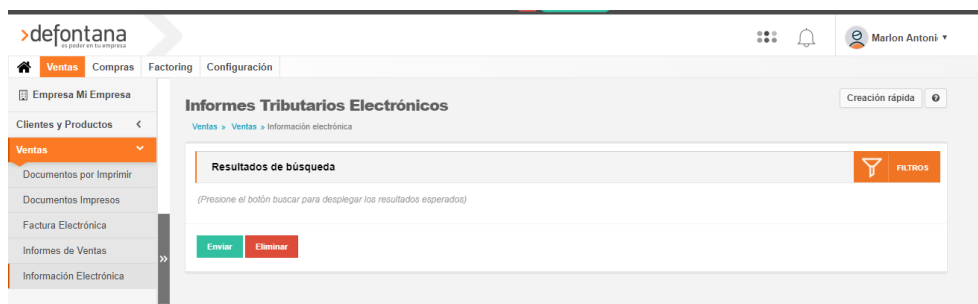 >defontana
es poder en tu empresa
Marlon Antoni
Ventas Compras Factoring Configuración
Empresa Mi Empresa
Clientes y Productos
Ventas
Documentos por Imprimir
Documentos Impresos
Factura Electrónica
Informes de Ventas
Información Electrónica
Informes Tributarios Electrónicos
Creación rápida
Ventas » Ventas » Información electrónica
Resultados de búsqueda
FILTROS
(Presione el botón buscar para desplegar los resultados esperados)
Enviar Eliminar